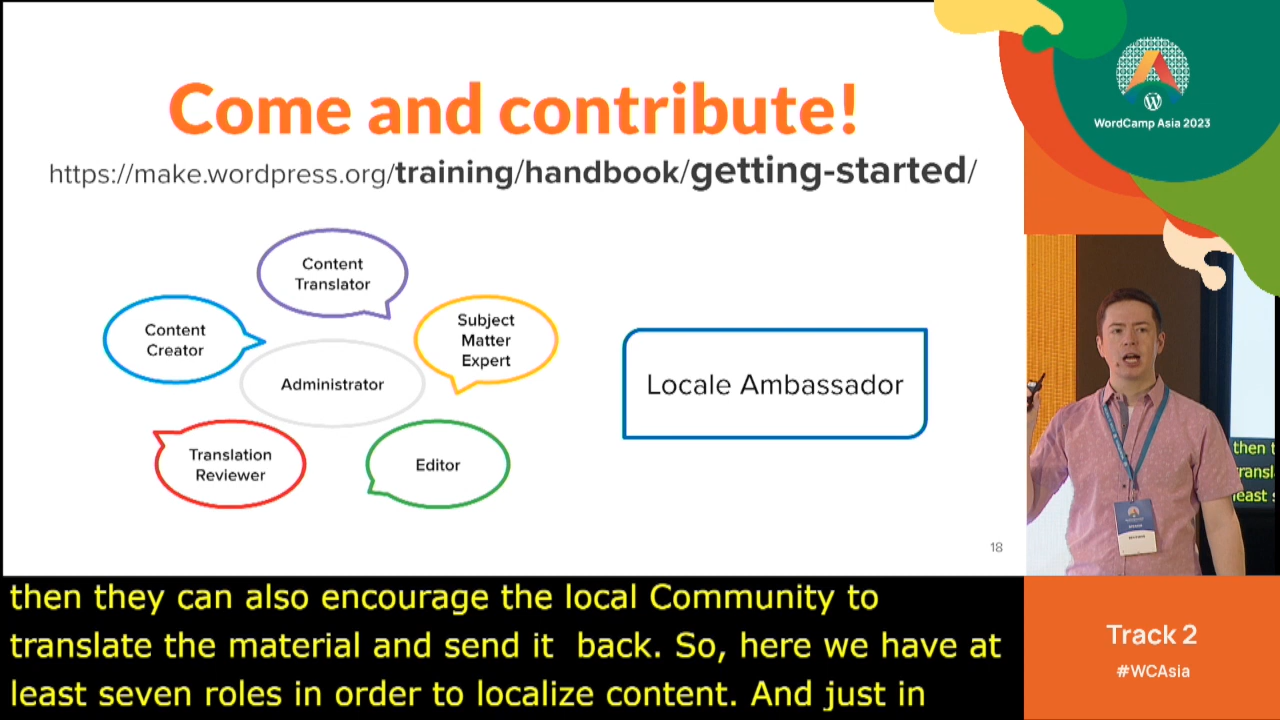 Come and contribute!
https://make.wordpress.org/training/handbook/getting-started/
Content
Translator
Content
Creator
Subject
Matter
Expert
Administrator
Translation
Reviewer
Editor
Locale Ambassador
18
then they can also encourage the local Community to
translate the material and send it back. So, here we have at
least seven roles in order to localize content. And just in
WordCamp Asia 2023
then t
transl
least s
Track 2
#WCAsia